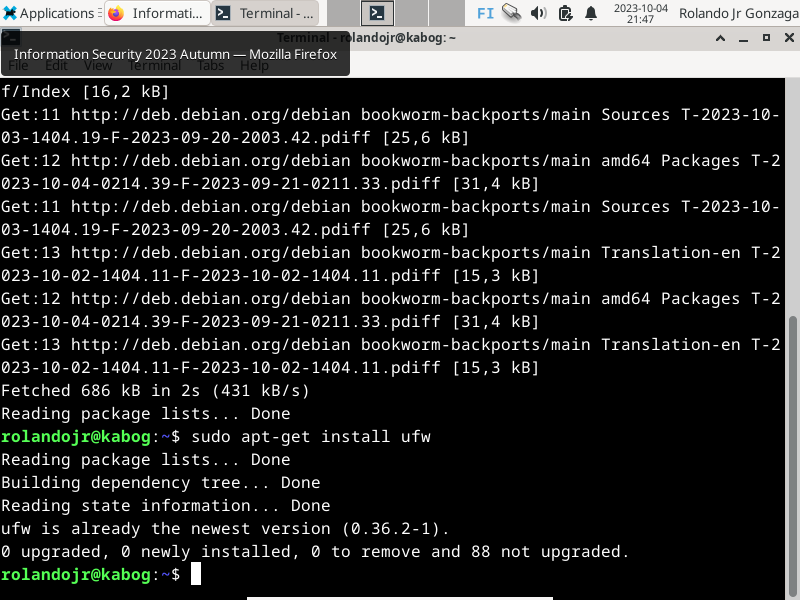 Applications
Informati...
Terminal - ...
FI
2023-10-04
21:47
Rolando Jr Gonzaga
Terminal - rolandojr@kabog: ~
Information Security 2023 Autumn — Mozilla Firefox
File Edit View Terminal Tabs Help
f/Index [16,2 kB]
Get:11 http://deb.debian.org/debian bookworm-backports/main Sources T-2023-10-
03-1404.19-F-2023-09-20-2003.42.pdiff [25,6 kB]
Get:12 http://deb.debian.org/debian bookworm-backports/main amd64 Packages T-2
023-10-04-0214.39-F-2023-09-21-0211.33.pdiff [31,4 kB]
Get:11 http://deb.debian.org/debian bookworm-backports/main Sources T-2023-10-
03-1404.19-F-2023-09-20-2003.42.pdiff [25,6 kB]
Get:13 http://deb.debian.org/debian bookworm-backports/main Translation-en T-2
023-10-02-1404.11-F-2023-10-02-1404.11.pdiff [15,3 kB]
Get:12 http://deb.debian.org/debian bookworm-backports/main amd64 Packages T-2
023-10-04-0214.39-F-2023-09-21-0211.33.pdiff [31,4 kB]
Get:13 http://deb.debian.org/debian bookworm-backports/main Translation-en T-2
023-10-02-1404.11-F-2023-10-02-1404.11.pdiff [15,3 kB]
Fetched 686 kB in 2s (431 kB/s)
Reading package lists... Done
rolandojr@kabog:~$ sudo apt-get install ufw
Reading package lists... Done
Building dependency tree... Done
Reading state information... Done
ufw is already the newest version (0.36.2-1).
0 upgraded, 0 newly installed, 0 to remove and 88 not upgraded.
rolandojr@kabog:~$